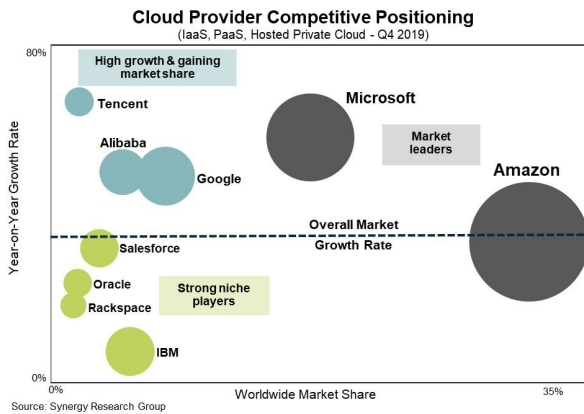 Cloud Provider Competitive Positioning
(IaaS, PaaS, Hosted Private Cloud - Q4 2019)
80%
High growth & gaining
market share
Tencent
Microsoft
Alibaba
Market
leaders
Google
Amazon
Year-on-Year Growth Rate
Overall Market
Growth Rate
Salesforce
Oracle
Strong niche
players
Rackspace
IBM
0%
0%
Worldwide Market Share
35%
Source: Synergy Research Group